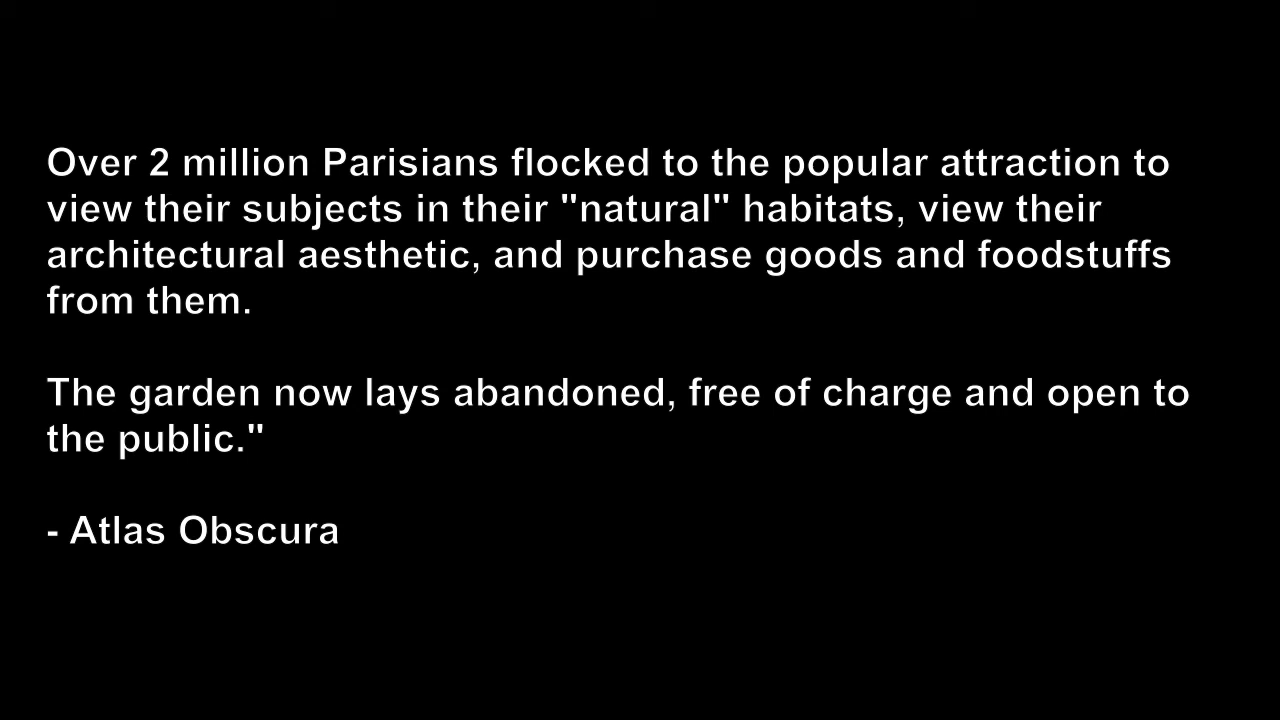 Over 2 million Parisians flocked to the popular attraction to
view their subjects in their "natural" habitats, view their
architectural aesthetic, and purchase goods and foodstuffs
from them.
The garden now lays abandoned, free of charge and open to
the public."
- Atlas Obscura